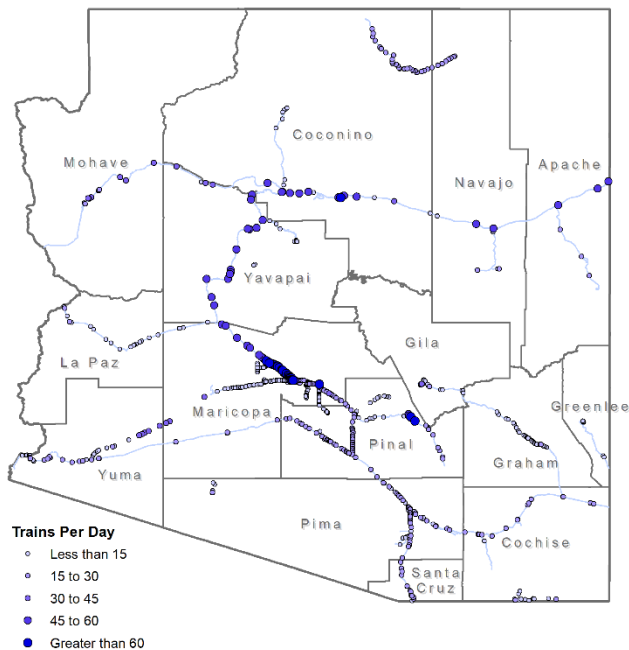 Coconino
Mohave
Apache
Navajo
Yavapai
Gila
La Paz
Greenlee
Maricopa
Pinal
Graham
Yuma
Pima
Cochise
Santa
Cruz
Trains Per Day
Less than 15
15 to 30
30 to 45
45 to 60
Greater than 60